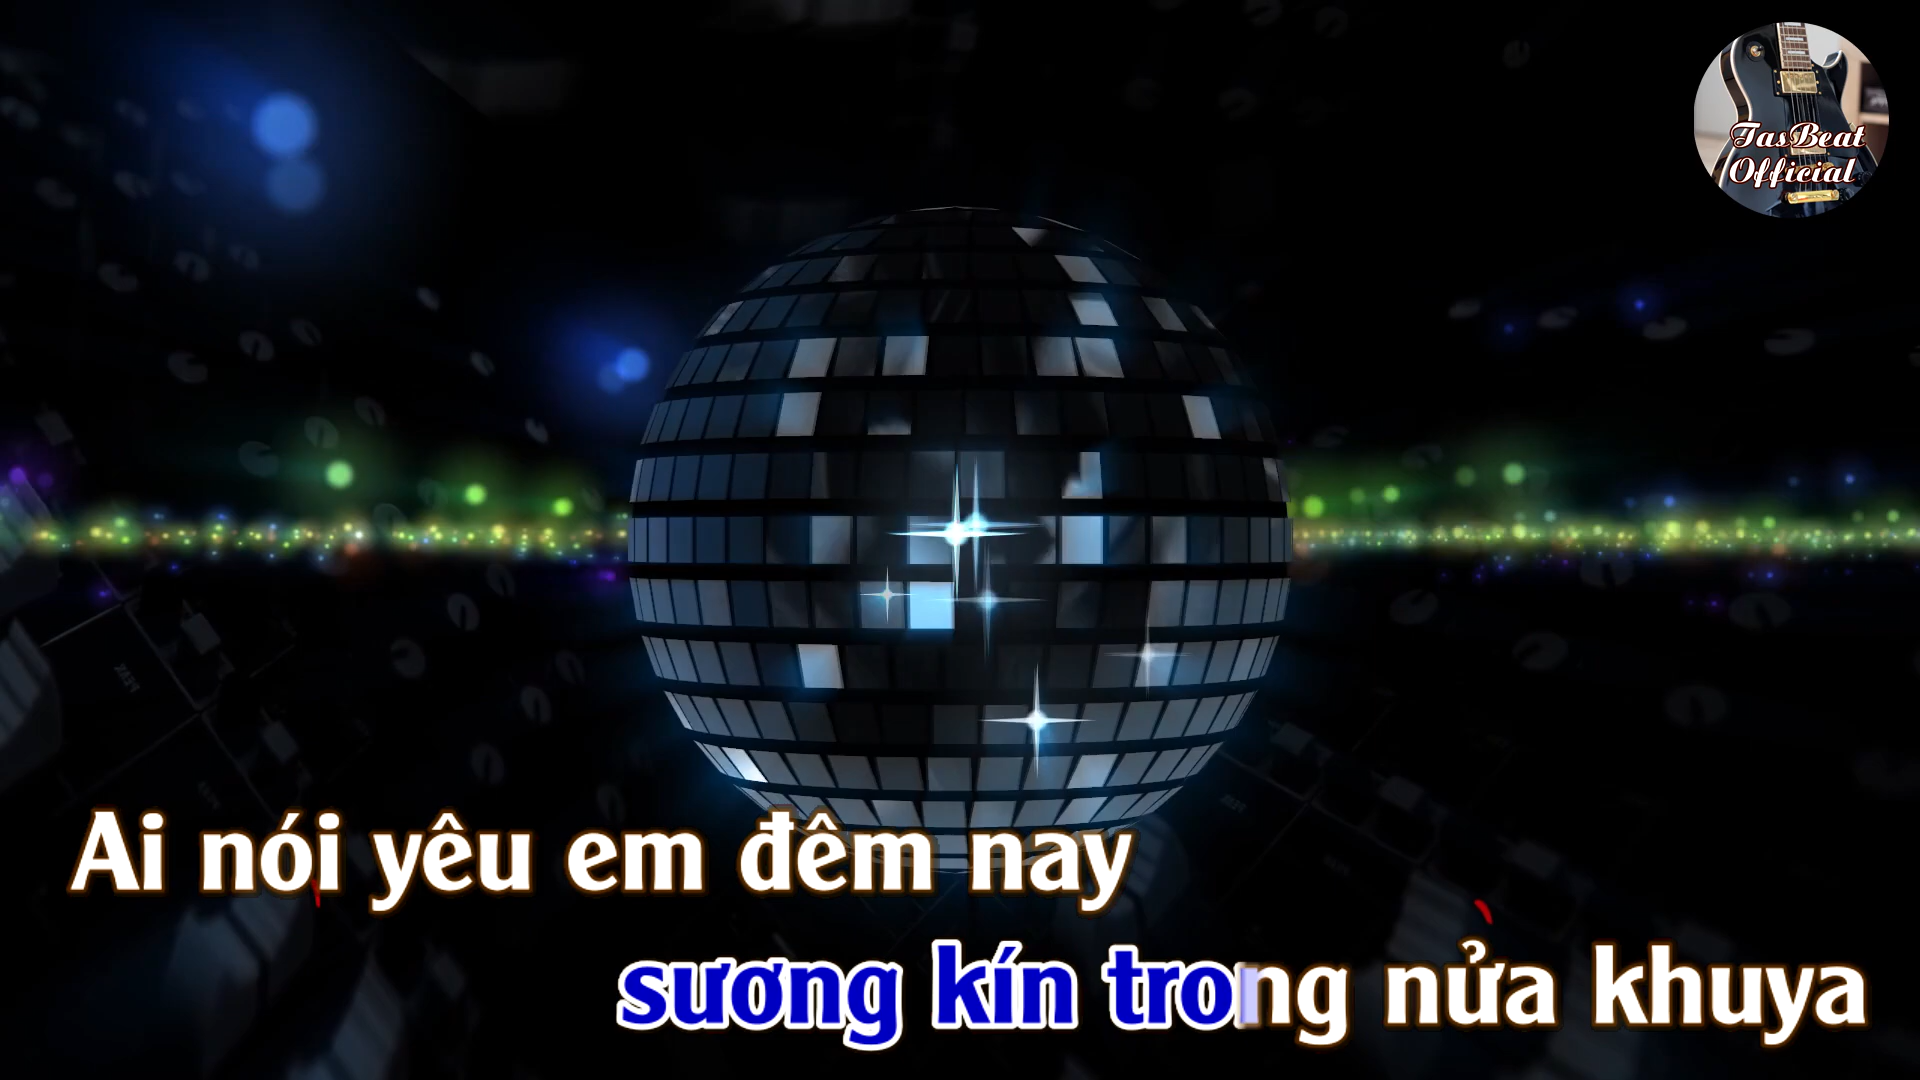 TasBeat
Official
Ai nói yêu em đêm nay
sương kín trong nửa khuya